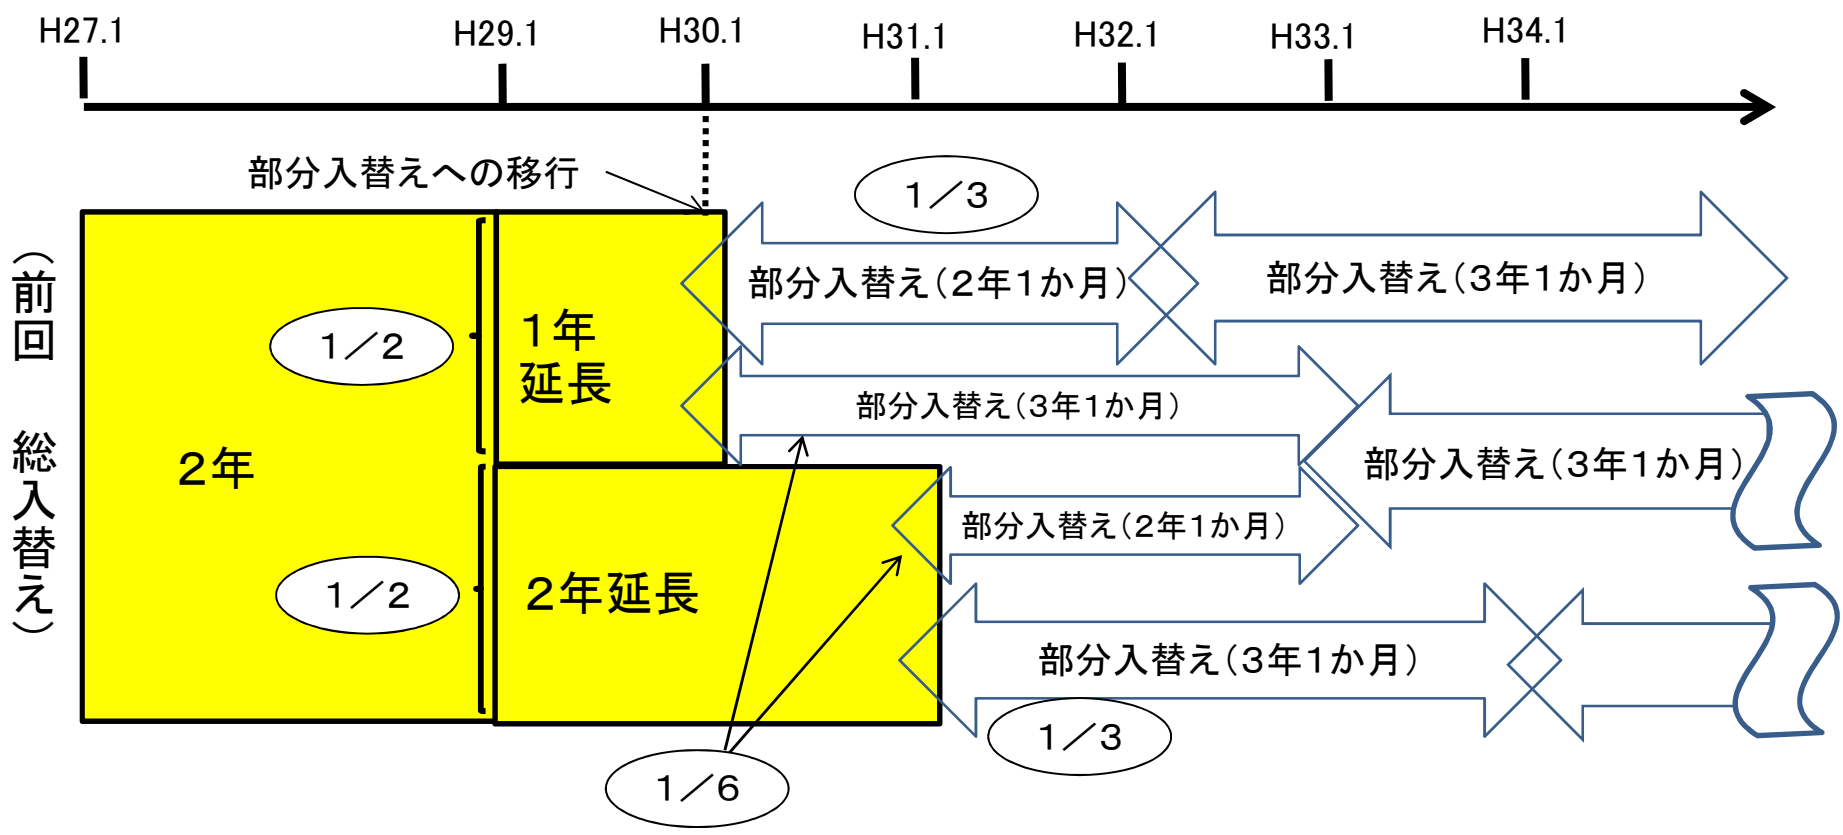 H27.1
H29.1
H30.1
H31.1
H32.1
H33.1
H34.1
部分入替えへの移行
(前回 総入替え)
2年
1/2
1/2
1年
延長
2年延長
1/3
部分入替え(2年1か月)
部分入替え(3年1か月)
部分入替え(3年1か月)
部分入替え(3年1か月)
部分入替え(2年1か月)
部分入替え(3年1か月)
1/3
1/6